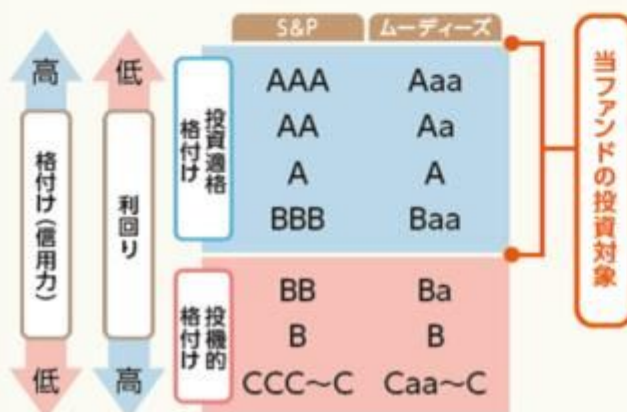 S&P ムーディーズ
高 低
格付け(信用力)
利回り
低 高
投資適格格付け
AAA Aaa
AA Aa
A A
BBB Baa
投機的格付け
BB Ba
B B
CCC~C Caa~C
当ファンドの投資対象